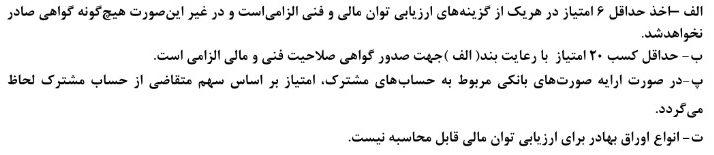 الف –اخذ حداقل ۶ امتیاز در هریک از گزینه‌های ارزیابی توان مالی و فنی الزامی‌است و در غیر این‌صورت هیچ‌گونه گواهی صادر
نخواهدشد.
ب- حداقل کسب ۲۰ امتیاز با رعایت بند( الف )جهت صدور گواهی صلاحیت فنی و مالی الزامی است.
پ-در صورت ارایه صورت‌های بانکی مربوط به حساب‌های مشترک، امتیاز بر اساس سهم متقاضی از حساب مشترک لحاظ
می‌گردد.
ت- انواع اوراق بهادر برای ارزیابی توان مالی قابل محاسبه نیست.